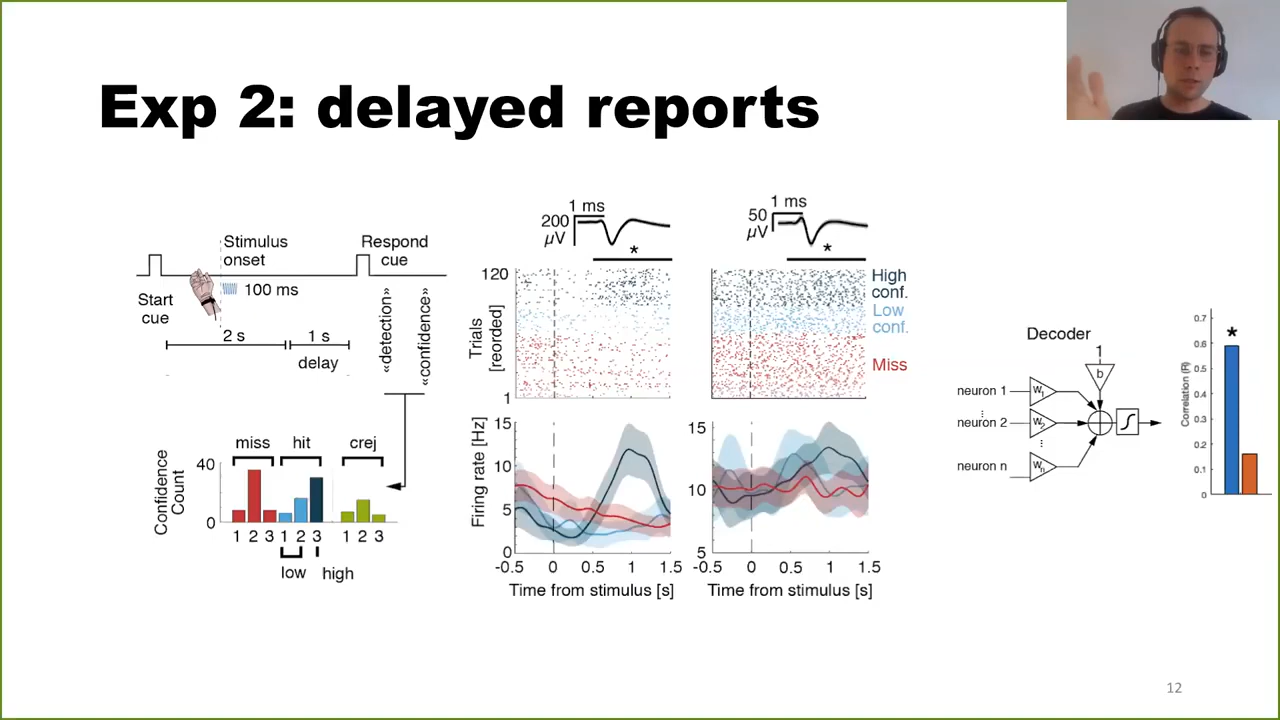 Exp 2: delayed reports
Stimulus
onset
Respond
cue
100 ms
Start
cue
2 s
1 s
delay
«detection»
«confidence»
miss hit crej
Confidence
Count
40
0
1 2 3 1 2 3 1 2 3
low high
1 ms
200
µV
*
120
Trials
[reorded]
1
15
10
5
0
Firing rate [Hz]
-0.5 0 0.5 1 1.5
Time from stimulus [s]
1 ms
50
µV
*
High
conf.
Low
conf.
Miss
15
10
5
-0.5 0 0.5 1 1.5
Time from stimulus [s]
Decoder
1
b
neuron 1 w1
neuron 2 w2
neuron n wn
Correlation (R)
0.7
0.6
0.5
0.4
0.3
0.2
0.1
0
*
12